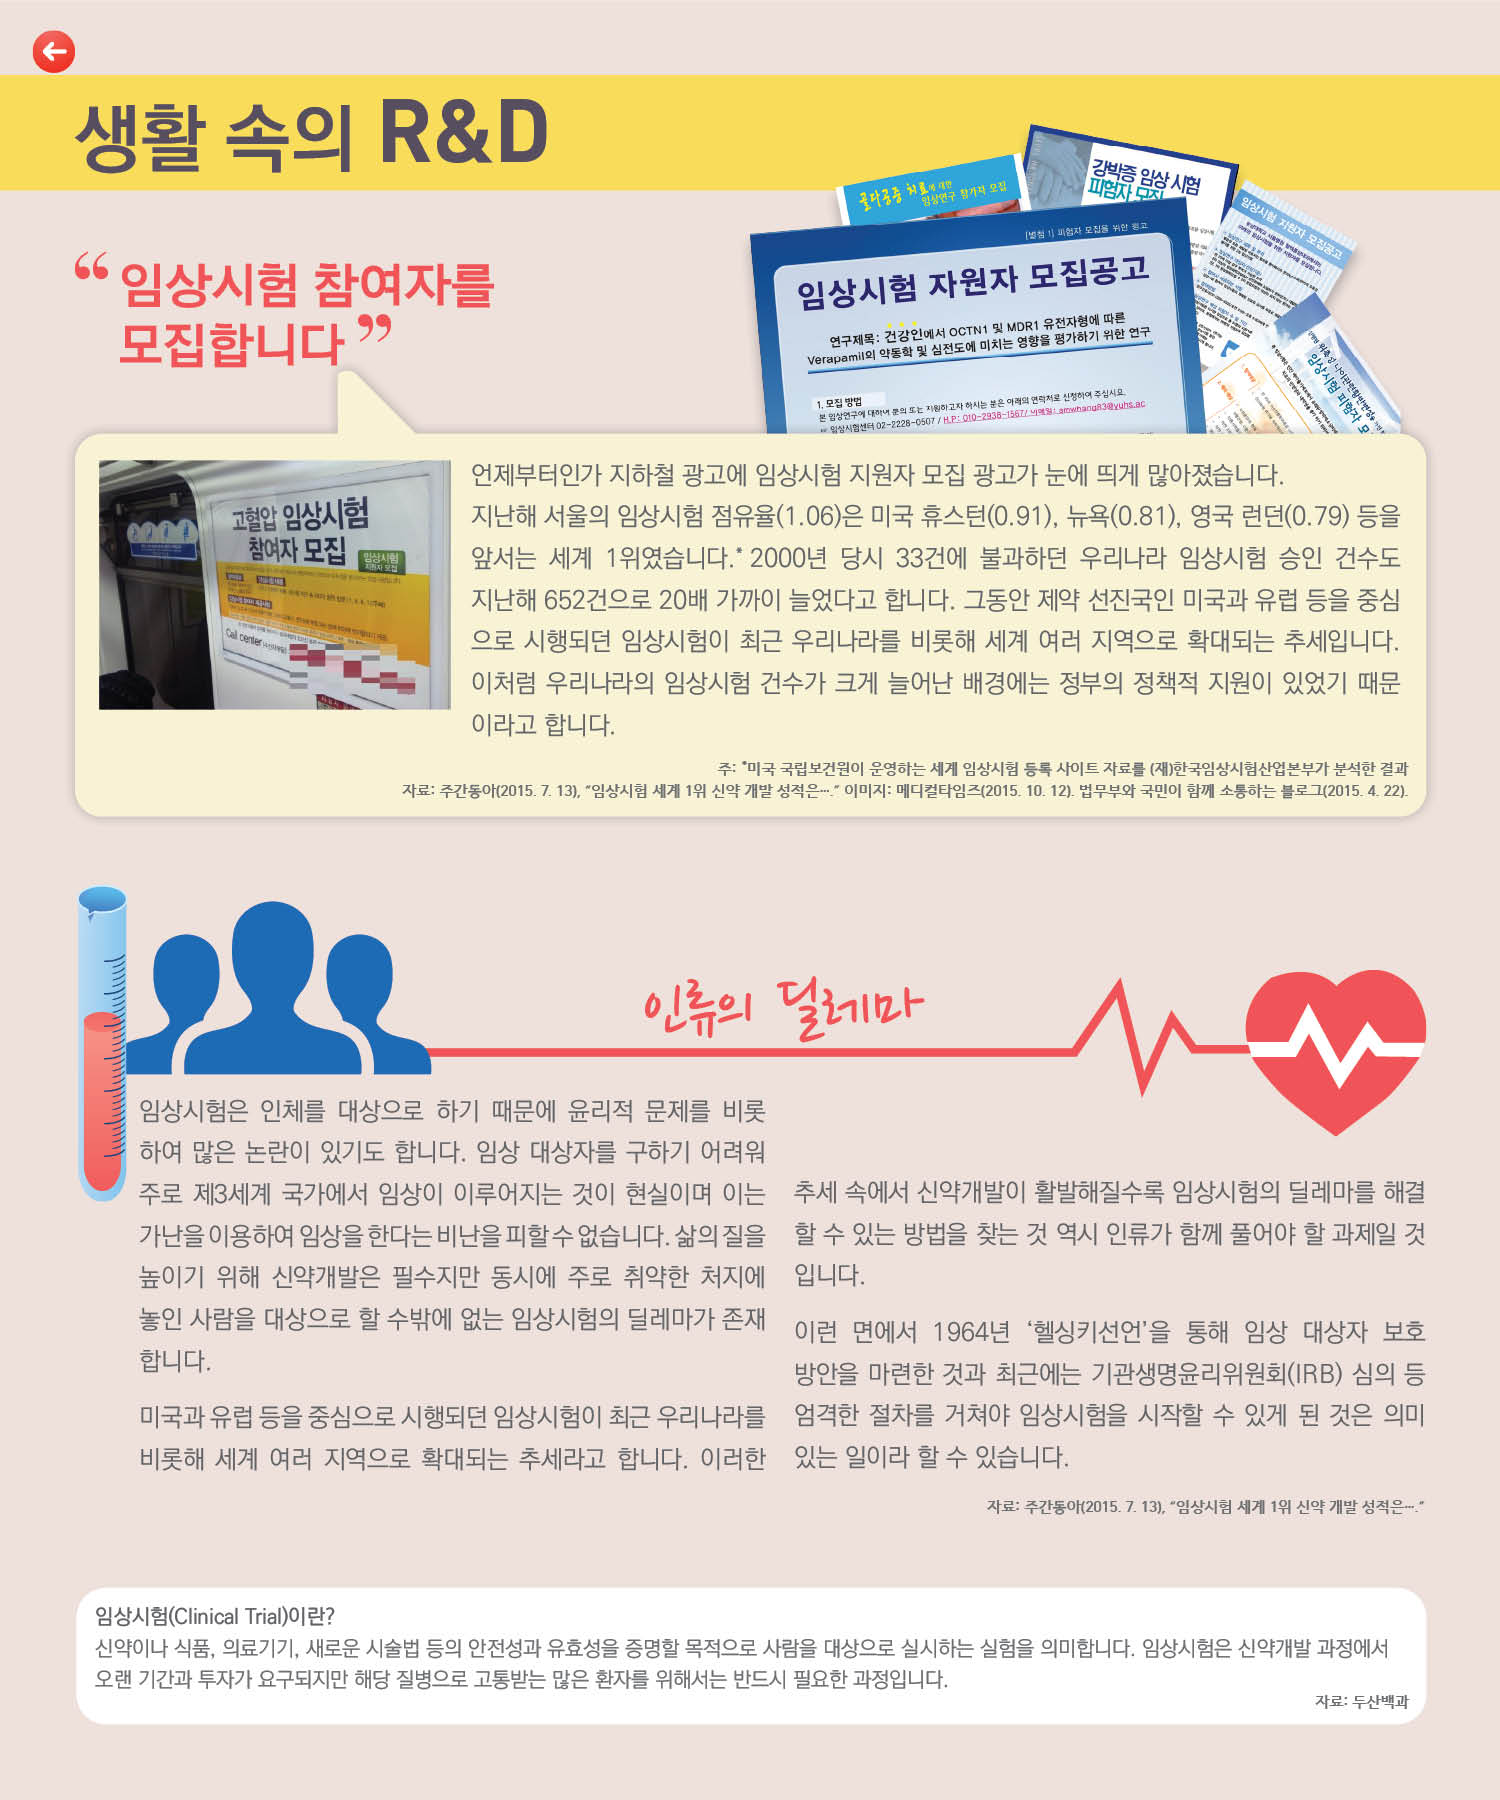 생활 속의 R&D
“임상시험 참여자를
모집합니다”
골다공증 치료에 대한
임상연구 참가자 모집
강박증 임상 시험
피험자 모집
임상시험 지원자 모집공고
[별첨 1] 피험자 모집을 위한 광고
임상시험 자원자 모집공고
연구제목: 건강인에서 OCTN1 및 MDR1 유전자형에 따른
Verapamil의 약동학 및 심전도에 미치는 영향을 평가하기 위한 연구
1. 모집 방법
본 임상연구에 대하여 문의 또는 지원하고자 하시는 분은 아래의 연락처로 신청하여 주십시오.
임상시험센터 02-2228-0507 / H.P: 010-2938-1567/ 이메일: amwhang83@yuhs.ac
임상시험 피험자 모
고혈압 임상시험
참여자 모집
임상시험
지원자 모집
Call center
언제부터인가 지하철 광고에 임상시험 지원자 모집 광고가 눈에 띄게 많아졌습니다.
지난해 서울의 임상시험 점유율(1.06)은 미국 휴스턴(0.91), 뉴욕(0.81), 영국 런던(0.79) 등을
앞서는 세계 1위였습니다.* 2000년 당시 33건에 불과하던 우리나라 임상시험 승인 건수도
지난해 652건으로 20배 가까이 늘었다고 합니다. 그동안 제약 선진국인 미국과 유럽 등을 중심
으로 시행되던 임상시험이 최근 우리나라를 비롯해 세계 여러 지역으로 확대되는 추세입니다.
이처럼 우리나라의 임상시험 건수가 크게 늘어난 배경에는 정부의 정책적 지원이 있었기 때문
이라고 합니다.
주: *미국 국립보건원이 운영하는 세계 임상시험 등록 사이트 자료를 (재)한국임상시험산업본부가 분석한 결과
자료: 주간동아(2015. 7. 13), “임상시험 세계 1위 신약 개발 성적은….” 이미지: 메디컬타임즈(2015. 10. 12). 법무부와 국민이 함께 소통하는 블로그(2015. 4. 22).
인류의 딜레마
임상시험은 인체를 대상으로 하기 때문에 윤리적 문제를 비롯
하여 많은 논란이 있기도 합니다. 임상 대상자를 구하기 어려워
주로 제3세계 국가에서 임상이 이루어지는 것이 현실이며 이는
가난을 이용하여 임상을 한다는 비난을 피할 수 없습니다. 삶의 질을
높이기 위해 신약개발은 필수지만 동시에 주로 취약한 처지에
놓인 사람을 대상으로 할 수밖에 없는 임상시험의 딜레마가 존재
합니다.
미국과 유럽 등을 중심으로 시행되던 임상시험이 최근 우리나라를
비롯해 세계 여러 지역으로 확대되는 추세라고 합니다. 이러한
추세 속에서 신약개발이 활발해질수록 임상시험의 딜레마를 해결
할 수 있는 방법을 찾는 것 역시 인류가 함께 풀어야 할 과제일 것
입니다.
이런 면에서 1964년 ‘헬싱키선언’을 통해 임상 대상자 보호
방안을 마련한 것과 최근에는 기관생명윤리위원회(IRB) 심의 등
엄격한 절차를 거쳐야 임상시험을 시작할 수 있게 된 것은 의미
있는 일이라 할 수 있습니다.
자료: 주간동아(2015. 7. 13), “임상시험 세계 1위 신약 개발 성적은….”
임상시험(Clinical Trial)이란?
신약이나 식품, 의료기기, 새로운 시술법 등의 안전성과 유효성을 증명할 목적으로 사람을 대상으로 실시하는 실험을 의미합니다. 임상시험은 신약개발 과정에서
오랜 기간과 투자가 요구되지만 해당 질병으로 고통받는 많은 환자를 위해서는 반드시 필요한 과정입니다.
자료: 두산백과